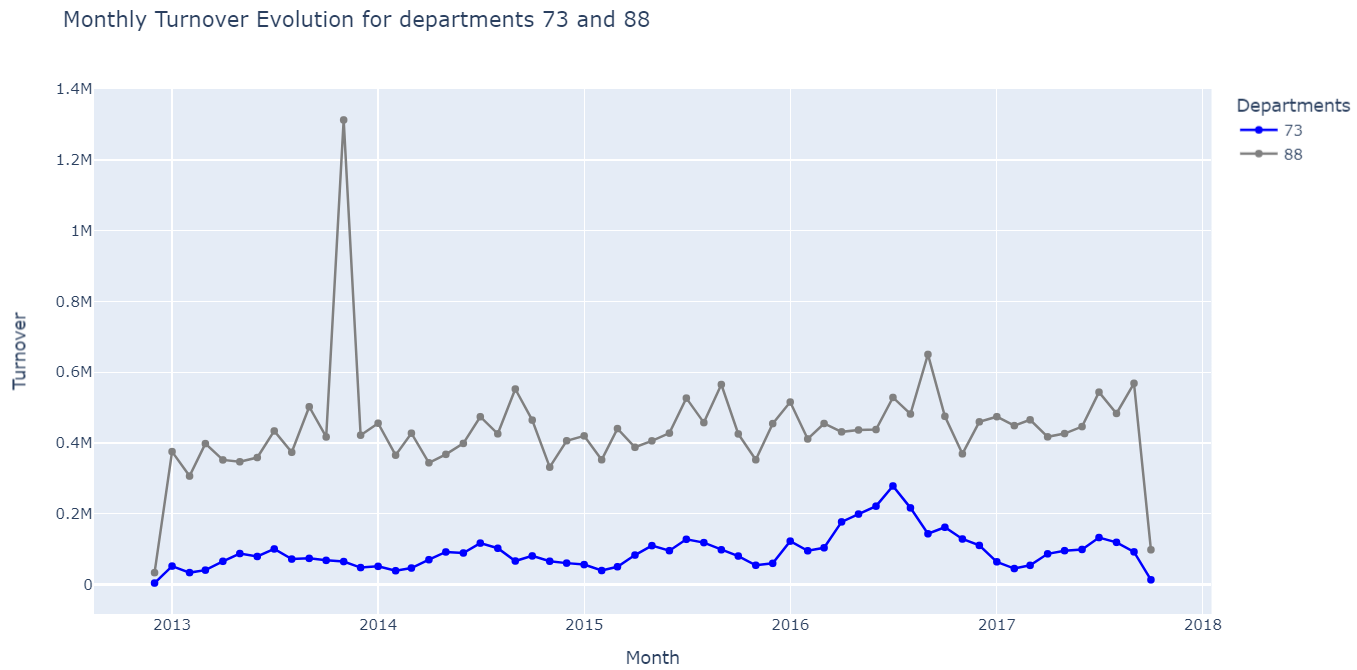 Monthly Turnover Evolution for departments 73 and 88
1.4M
1.2M
1M
0.8M
0.6M
0.4M
0.2M
0
Turnover
2013
2014
2015
2016
2017
2018
Month
Departments
73
88